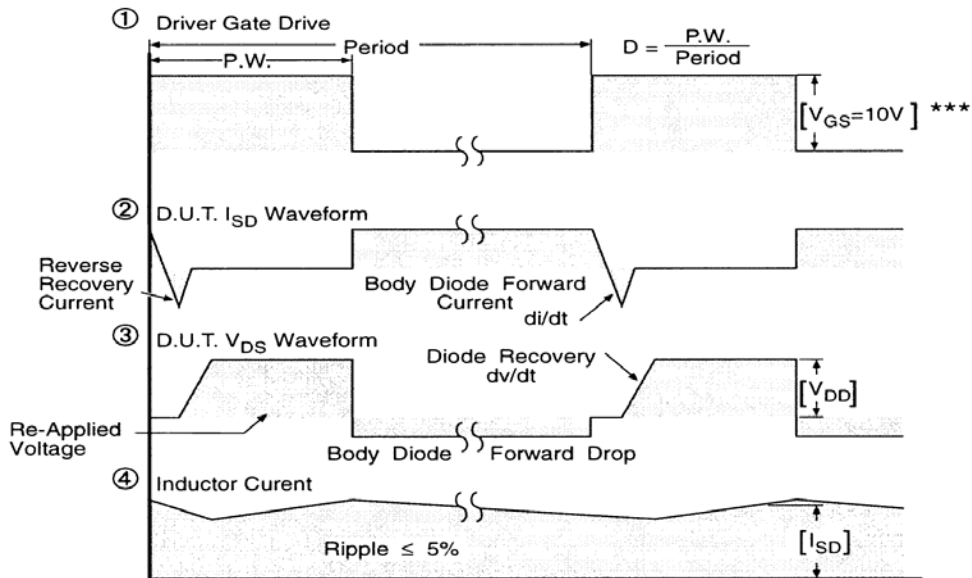 ① Driver Gate Drive
Period
P.W.
D = P.W. / Period
[VGS=10V] ***
② D.U.T. ISD Waveform
Reverse
Recovery
Current
Body Diode Forward
Current
di/dt
③ D.U.T. VDS Waveform
Diode Recovery
dv/dt
[VDD]
Re-Applied
Voltage
Body Diode Forward Drop
④ Inductor Curent
Ripple ≤ 5%
[ISD]